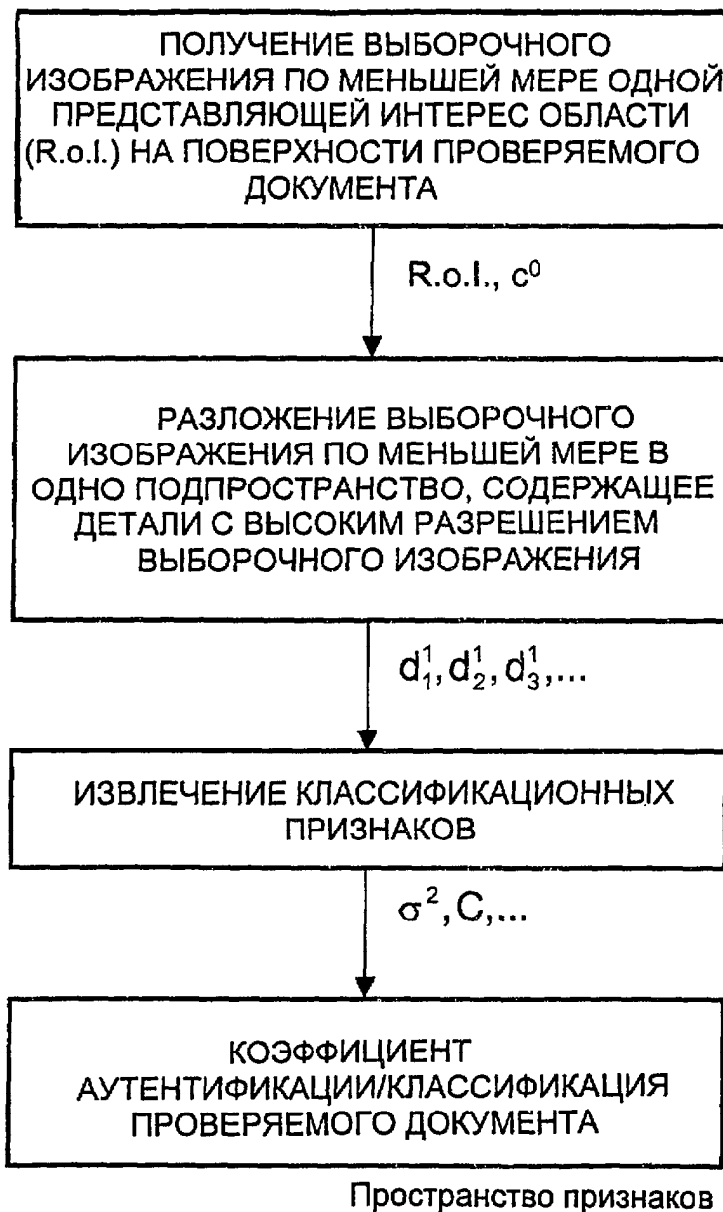 ПОЛУЧЕНИЕ ВЫБОРОЧНОГО
ИЗОБРАЖЕНИЯ ПО МЕНЬШЕЙ МЕРЕ ОДНОЙ
ПРЕДСТАВЛЯЮЩЕЙ ИНТЕРЕС ОБЛАСТИ
(R.o.I.) НА ПОВЕРХНОСТИ ПРОВЕРЯЕМОГО
ДОКУМЕНТА
R.o.I., c⁰
РАЗЛОЖЕНИЕ ВЫБОРОЧНОГО
ИЗОБРАЖЕНИЯ ПО МЕНЬШЕЙ МЕРЕ В
ОДНО ПОДПРОСТРАНСТВО, СОДЕРЖАЩЕЕ
ДЕТАЛИ С ВЫСОКИМ РАЗРЕШЕНИЕМ
ВЫБОРОЧНОГО ИЗОБРАЖЕНИЯ
d₁¹, d₂¹, d₃¹,...
ИЗВЛЕЧЕНИЕ КЛАССИФИКАЦИОННЫХ
ПРИЗНАКОВ
σ², C,...
КОЭФФИЦИЕНТ
АУТЕНТИФИКАЦИИ/КЛАССИФИКАЦИЯ
ПРОВЕРЯЕМОГО ДОКУМЕНТА
Пространство признаков